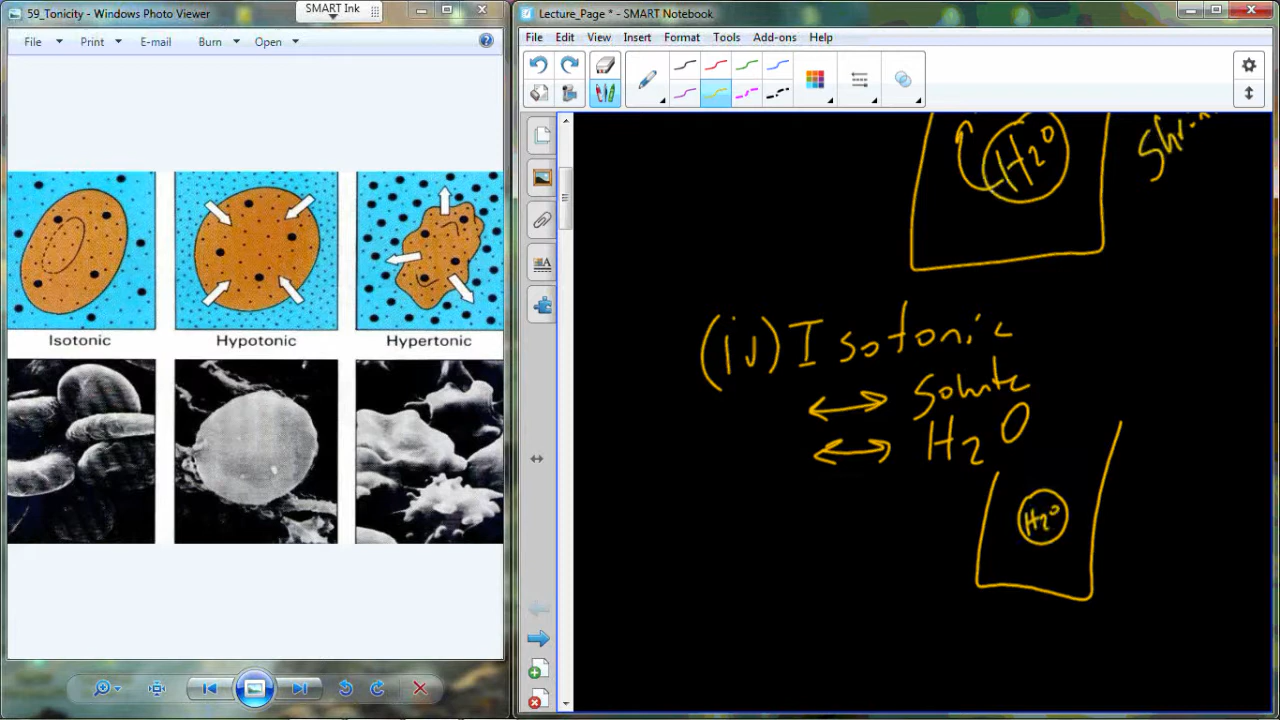 59_Tonicity - Windows Photo Viewer
SMART Ink
File Print E-mail Burn Open
Isotonic Hypotonic Hypertonic
Lecture_Page * - SMART Notebook
File Edit View Insert Format Tools Add-ons Help
H2O
(iv) Isotonic
↔ Solute
↔ H2O
H2O